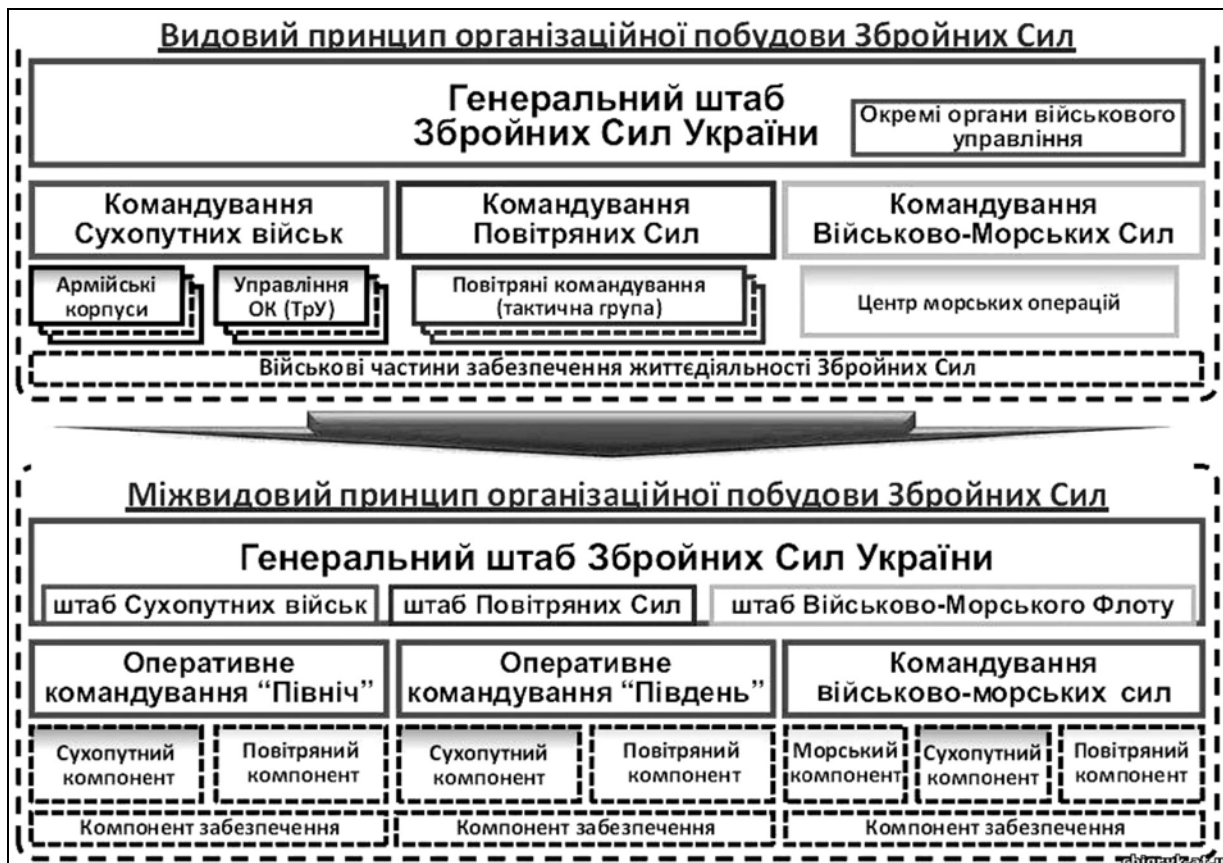 Видовий принцип організаційної побудови Збройних Сил
Генеральний штаб
Збройних Сил України
Окремі органи військового
управління
Командування
Сухопутних військ
Командування
Повітряних Сил
Командування
Військово-Морських Сил
Армійські
корпуси
Управління
ОК (ТрУ)
Повітряні командування
(тактична група)
Центр морських операцій
Військові частини забезпечення життєдіяльності Збройних Сил
Міжвидовий принцип організаційної побудови Збройних Сил
Генеральний штаб Збройних Сил України
штаб Сухопутних військ
штаб Повітряних Сил
штаб Військово-Морського Флоту
Оперативне
командування “Північ”
Оперативне
командування “Південь”
Командування
військово-морських сил
Сухопутний
компонент
Повітряний
компонент
Сухопутний
компонент
Повітряний
компонент
Морський
компонент
Сухопутний
компонент
Повітряний
компонент
Компонент забезпечення
Компонент забезпечення
Компонент забезпечення